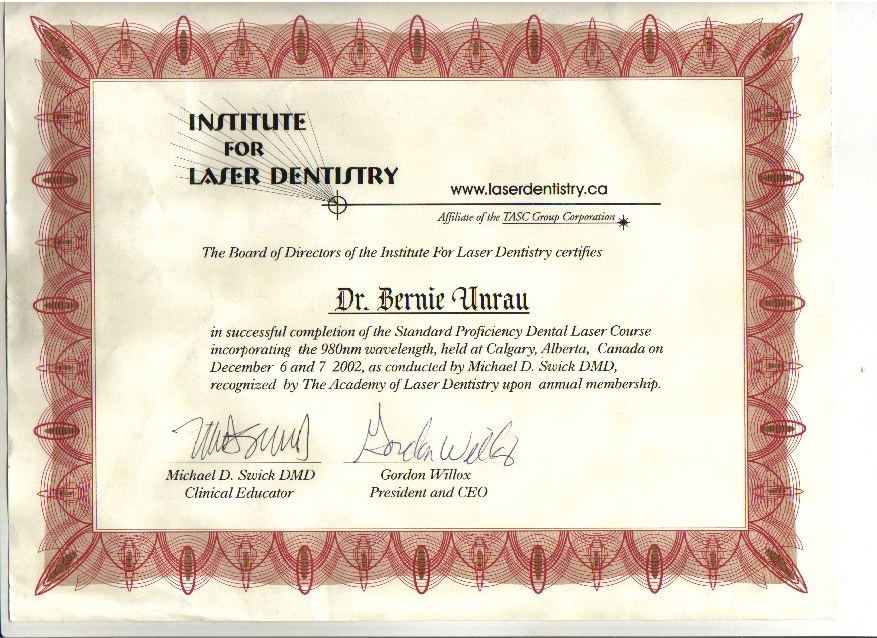 INSTITUTE
FOR
LASER DENTISTRY
www.laserdentistry.ca
Affiliate of the TASC Group Corporation
The Board of Directors of the Institute For Laser Dentistry certifies
Dr. Bernie Unrau
in successful completion of the Standard Proficiency Dental Laser Course
incorporating the 980nm wavelength, held at Calgary, Alberta, Canada on
December 6 and 7 2002, as conducted by Michael D. Swick DMD,
recognized by The Academy of Laser Dentistry upon annual membership.
Gordon Willox
Michael D. Swick DMD
Gordon Willox
Clinical Educator
President and CEO